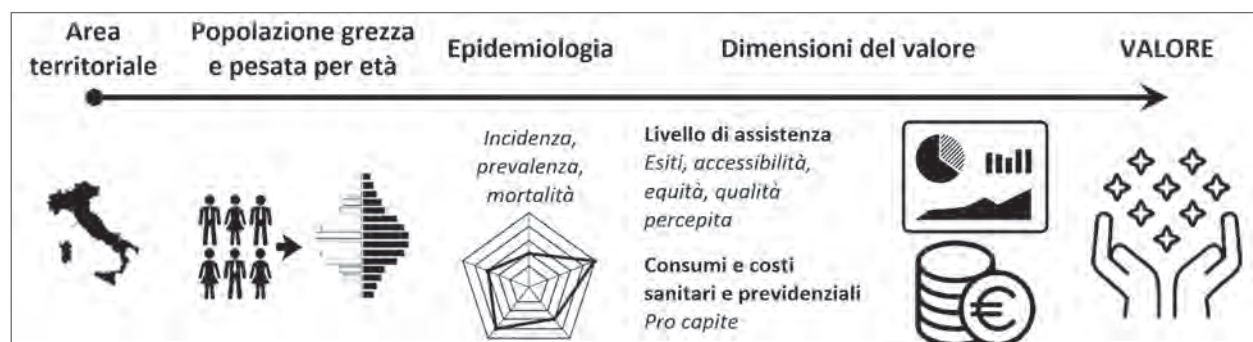 Area
territoriale
Popolazione grezza
e pesata per età
Epidemiologia
Dimensioni del valore
VALORE
Incidenza,
prevalenza,
mortalità
Livello di assistenza
Esiti, accessibilità,
equità, qualità
percepita
Consumi e costi
sanitari e previdenziali
Pro capite
€